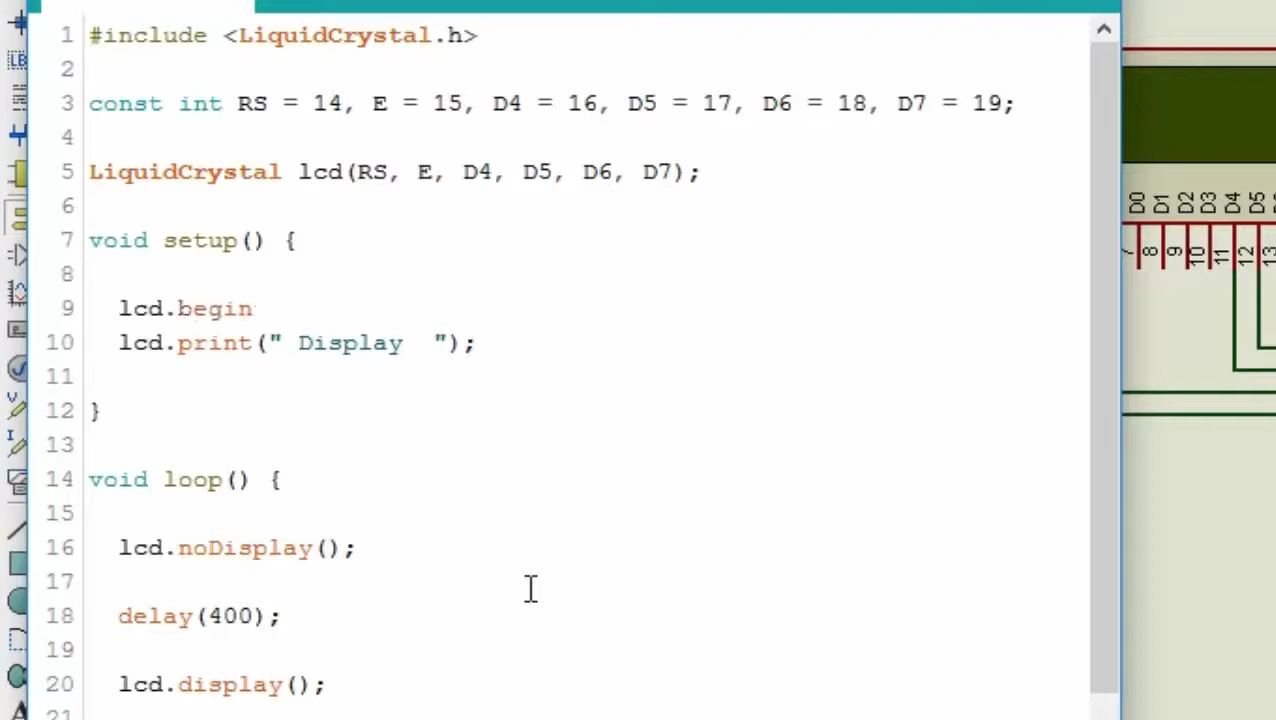 1 #include <LiquidCrystal.h>
2
3 const int RS = 14, E = 15, D4 = 16, D5 = 17, D6 = 18, D7 = 19;
4
5 LiquidCrystal lcd(RS, E, D4, D5, D6, D7);
6
7 void setup() {
8
9 lcd.begin
10 lcd.print(" Display  ");
11
12 }
13
14 void loop() {
15
16 lcd.noDisplay();
17
18 delay(400);
19
20 lcd.display();
21
D0 D1 D2 D3 D4 D5
7 8 9 10 11 12 13